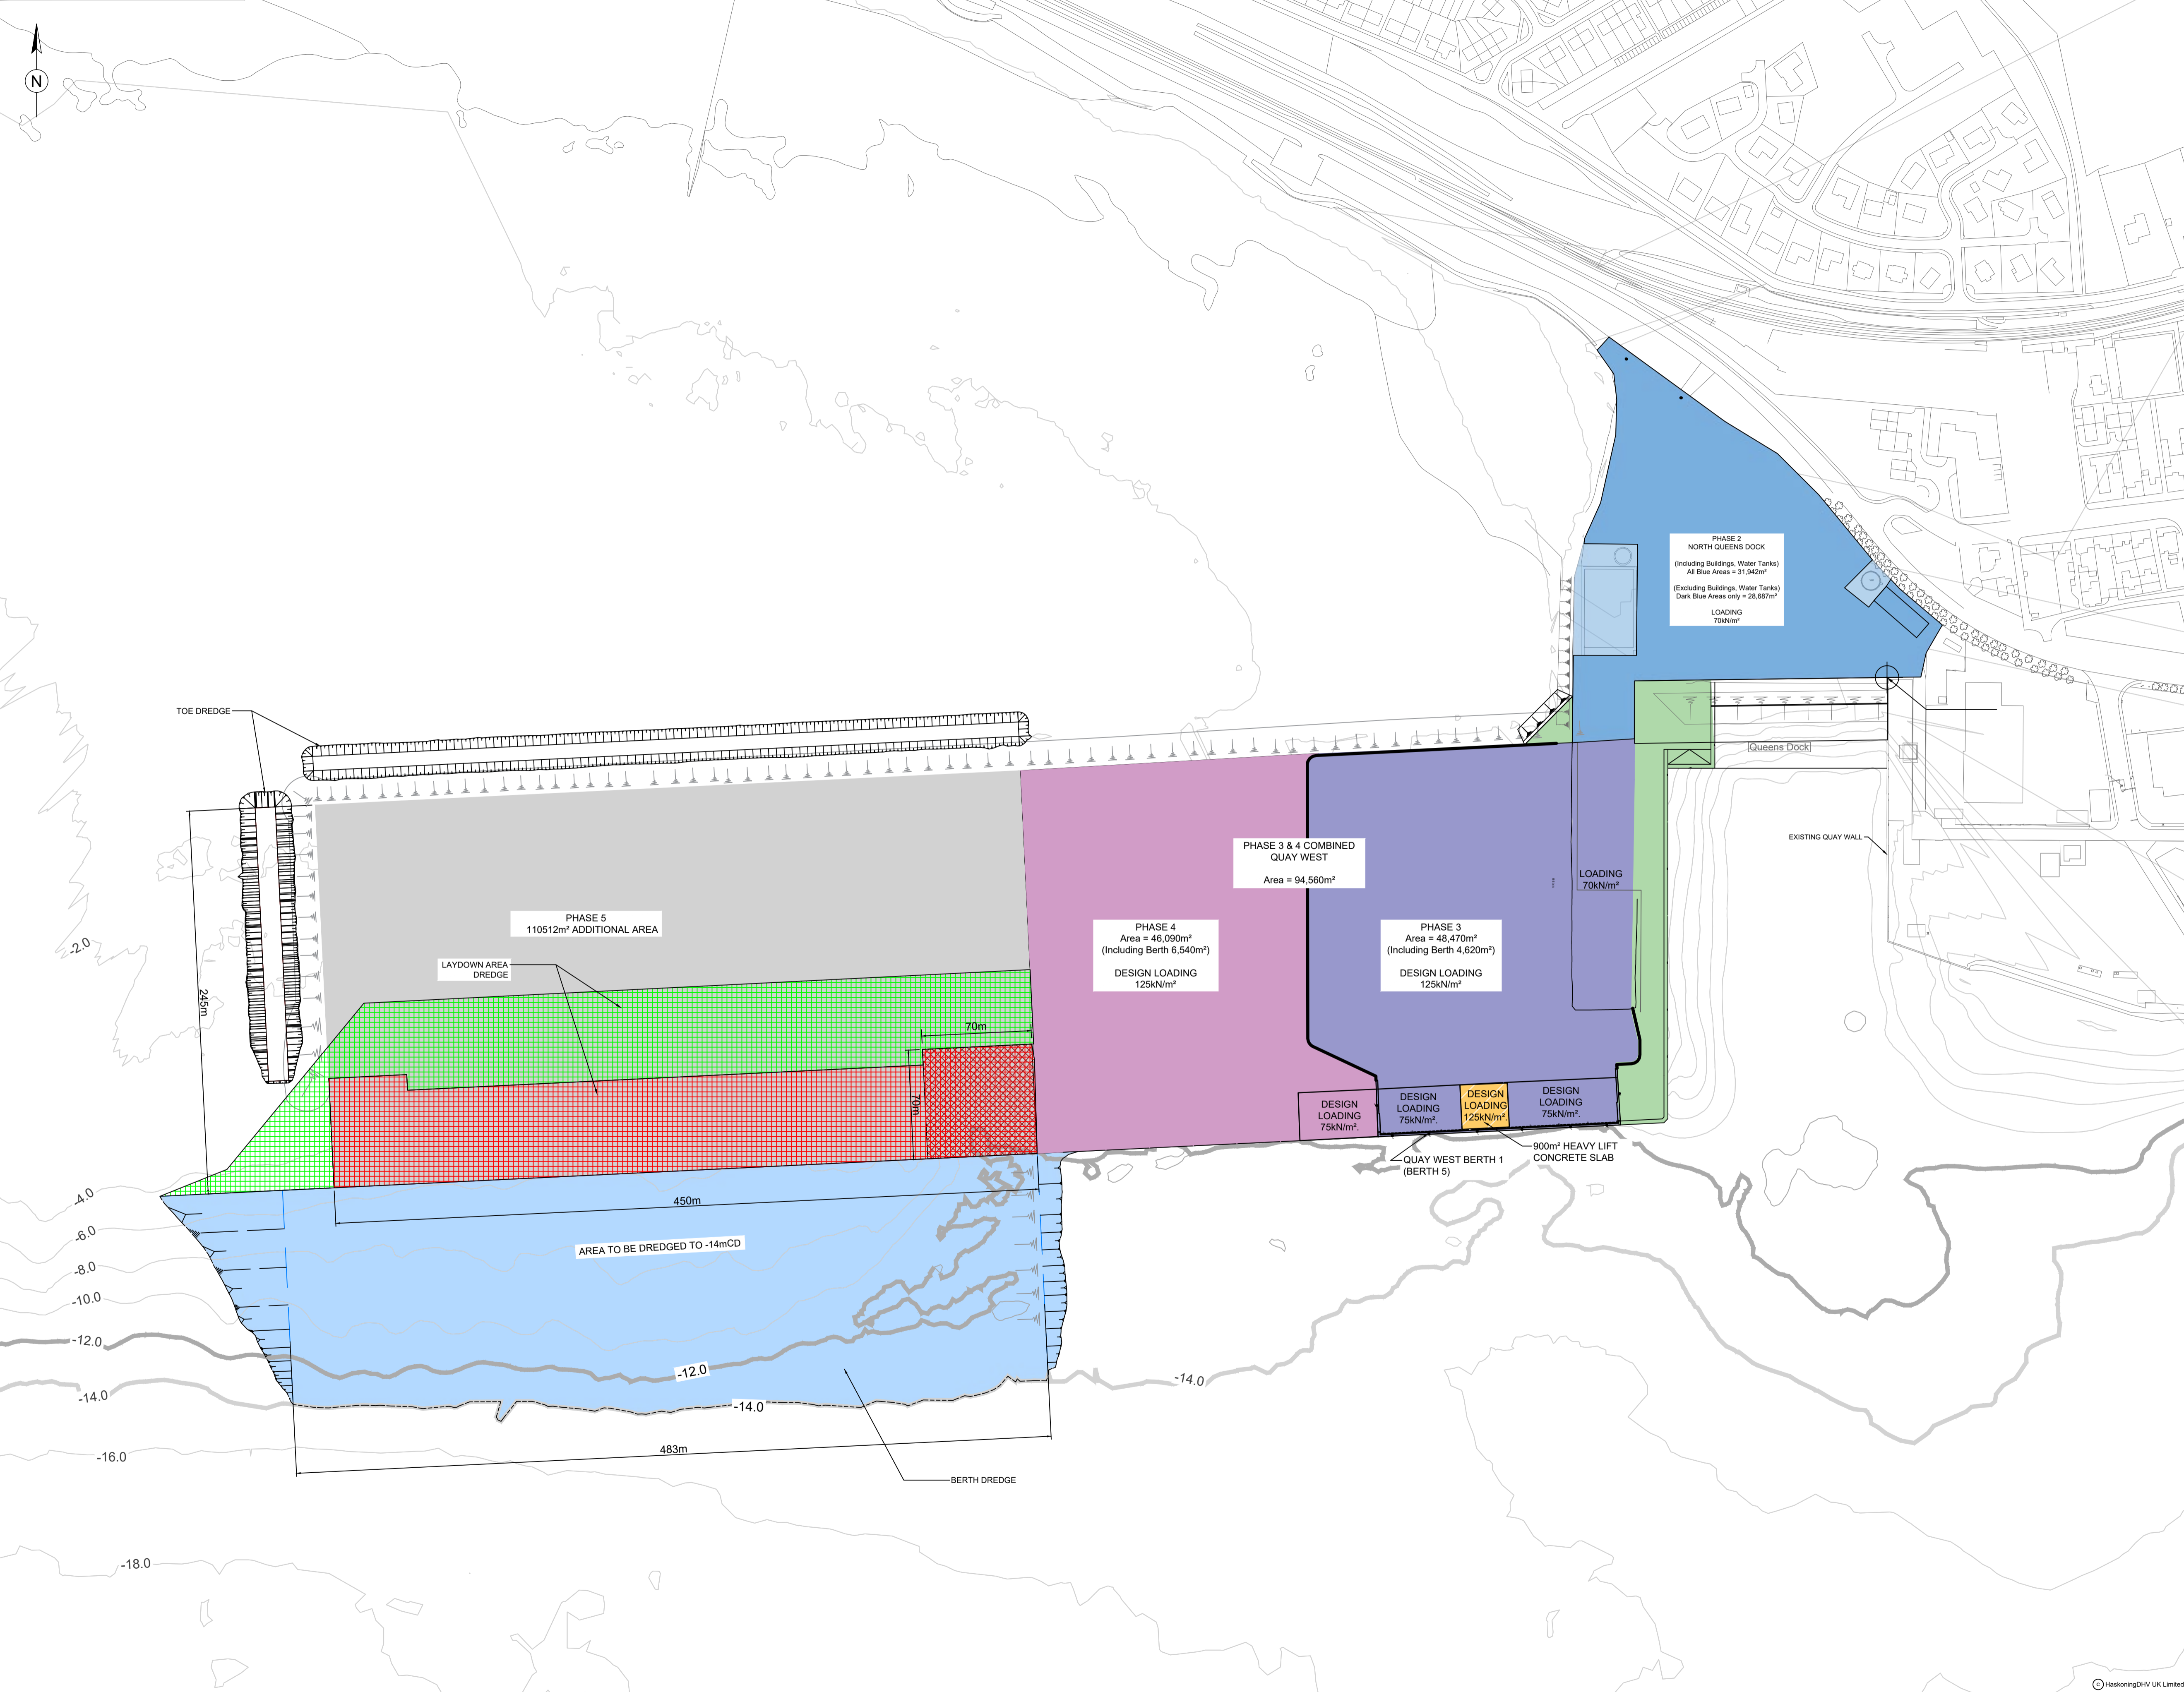 N
PHASE 2
NORTH QUEENS DOCK
(Including Buildings, Water Tanks)
All Blue Areas = 31,942m²
(Excluding Buildings, Water Tanks)
Dark Blue Areas only = 28,687m²
LOADING
70kN/m²
TOE DREDGE
Queens Dock
EXISTING QUAY WALL
PHASE 3 & 4 COMBINED
QUAY WEST
Area = 94,560m²
LOADING
70kN/m²
PHASE 5
110512m² ADDITIONAL AREA
PHASE 4
Area = 46,090m²
(Including Berth 6,540m²)
DESIGN LOADING
125kN/m²
PHASE 3
Area = 48,470m²
(Including Berth 4,620m²)
DESIGN LOADING
125kN/m²
-2.0
LAYDOWN AREA
DREDGE
245m
70m
70m
DESIGN
LOADING
75kN/m².
DESIGN
LOADING
75kN/m².
DESIGN
LOADING
125kN/m².
DESIGN
LOADING
75kN/m².
900m² HEAVY LIFT
CONCRETE SLAB
QUAY WEST BERTH 1
(BERTH 5)
-4.0
450m
-6.0
AREA TO BE DREDGED TO -14mCD
-8.0
-10.0
-12.0
-12.0
-14.0
-14.0
-14.0
483m
-16.0
BERTH DREDGE
-18.0
© HaskoningDHV UK Limited